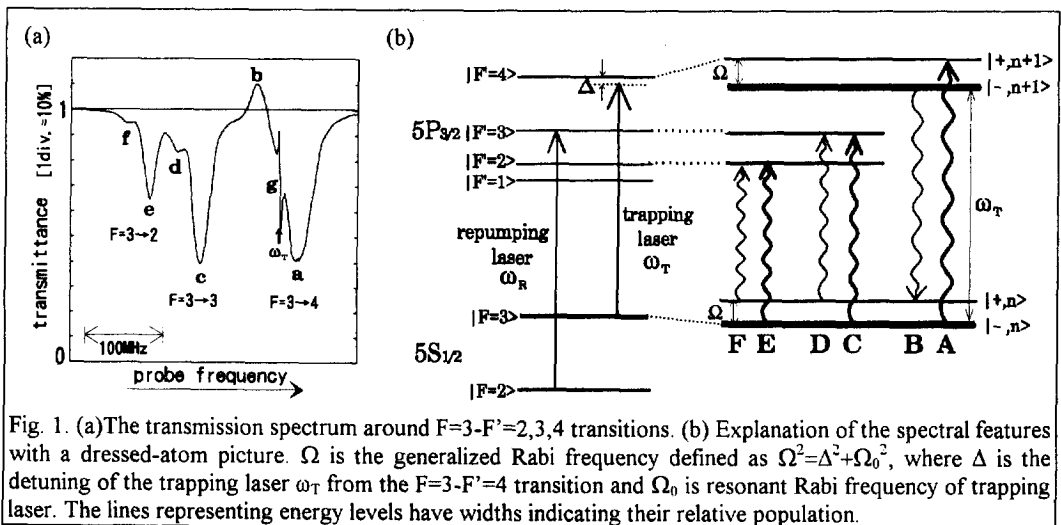 (a)
b
1
f
d
g
e
ω_T
a
F=3→2
c
F=3→3
F=3→4
100MHz
0
transmittance [1div.=10%]
probe frequency
(b)
|F'=4>
Δ
5P3/2
|F'=3>
|F'=2>
|F'=1>
repumping
laser
ω_R
trapping
laser
ω_T
|F=3>
5S1/2
|F=2>
Ω
|+,n+1>
|-,n+1>
ω_T
Ω
|+,n>
|-,n>
F E D C B A
Fig. 1. (a)The transmission spectrum around F=3-F'=2,3,4 transitions. (b) Explanation of the spectral features
with a dressed-atom picture. Ω is the generalized Rabi frequency defined as Ω²=Δ²+Ω₀², where Δ is the
detuning of the trapping laser ω_T from the F=3-F'=4 transition and Ω₀ is resonant Rabi frequency of trapping
laser. The lines representing energy levels have widths indicating their relative population.